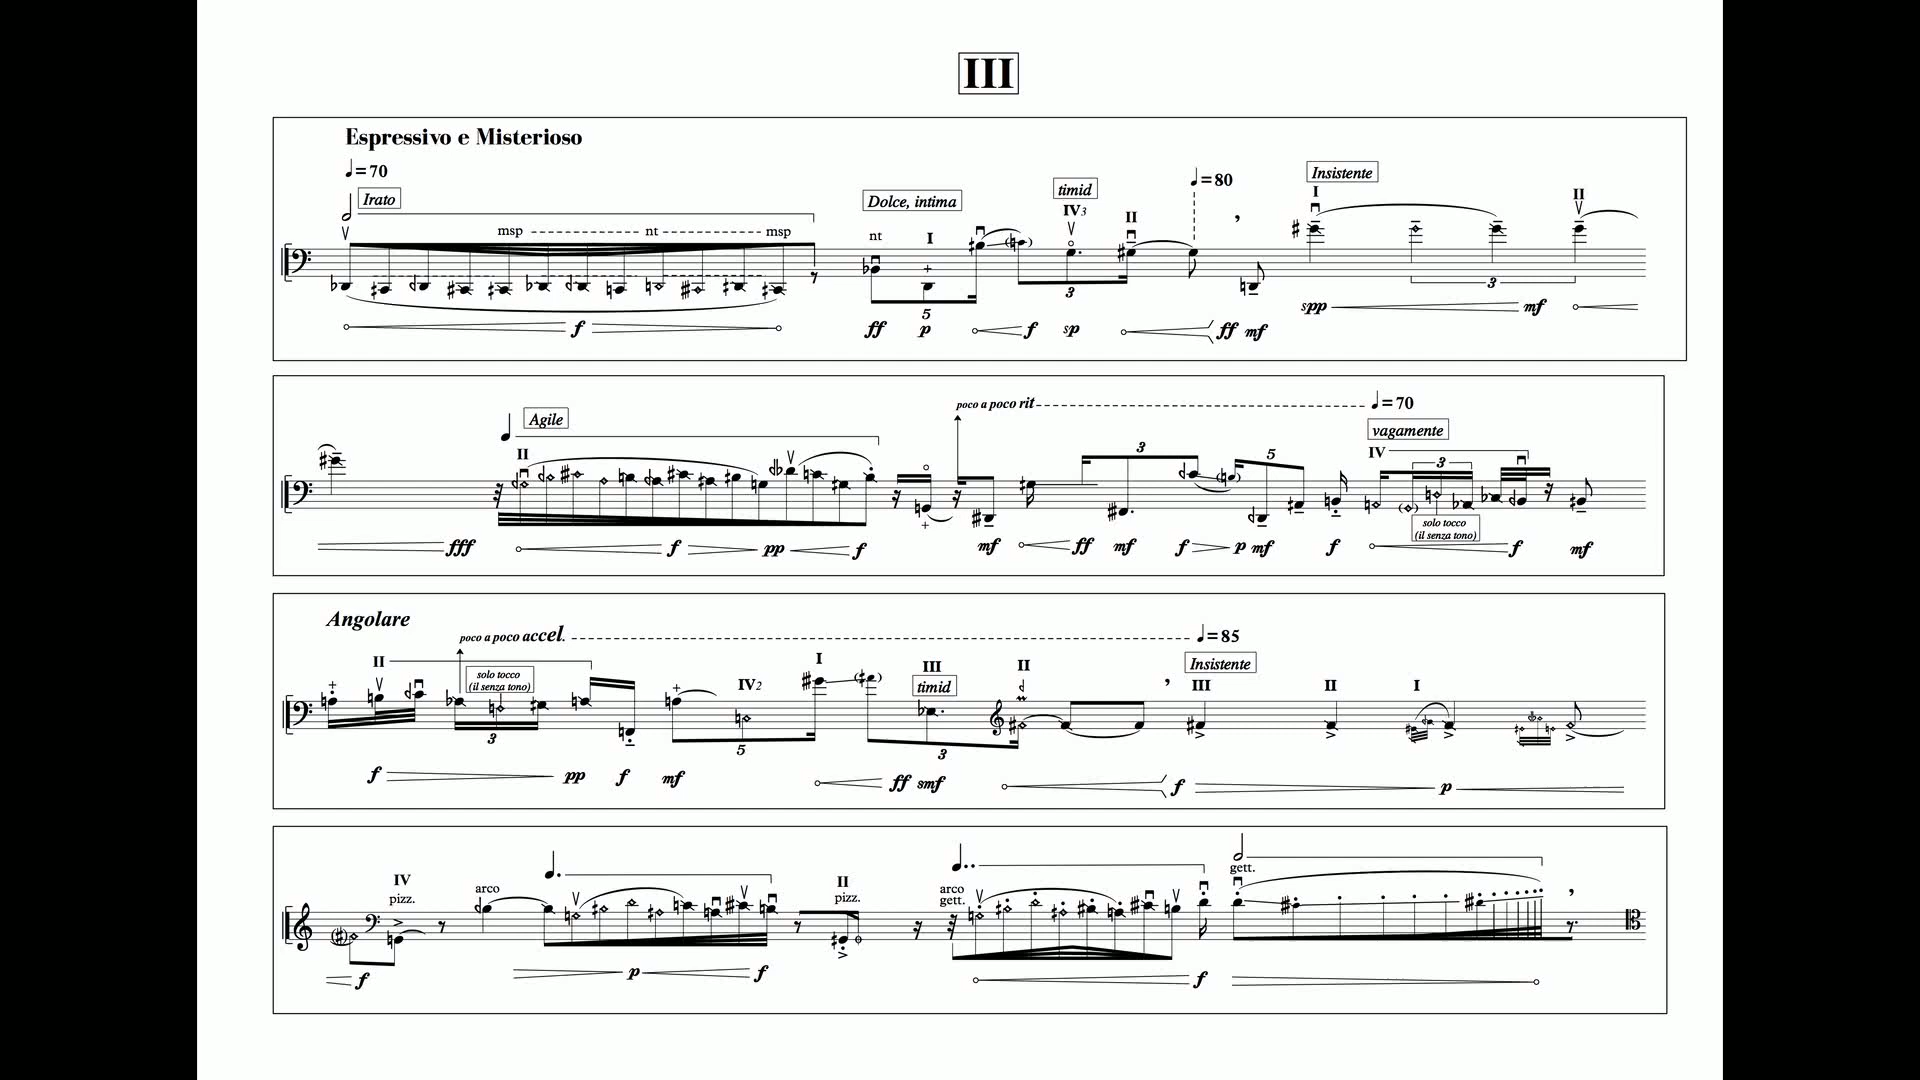 III
Espressivo e Misterioso
♩= 70
Irato
msp nt msp
Dolce, intima
nt I
timid
IV3 II
♩= 80
Insistente
I II
3
5
3
f ff p f sp ff mf spp mf
poco a poco rit ♩= 70
Agile
II
vagamente
IV
3 5 3
solo tocco
(il senza tono)
fff f pp f mf ff mf f p mf f f mf
Angolare
poco a poco accel. ♩= 85
II
solo tocco
(il senza tono)
IV2 I III II
timid
Insistente
III II I
3 5 3
f pp f mf ff smf f p
IV
pizz.
arco
II
pizz.
arco
gett.
gett.
f p f f